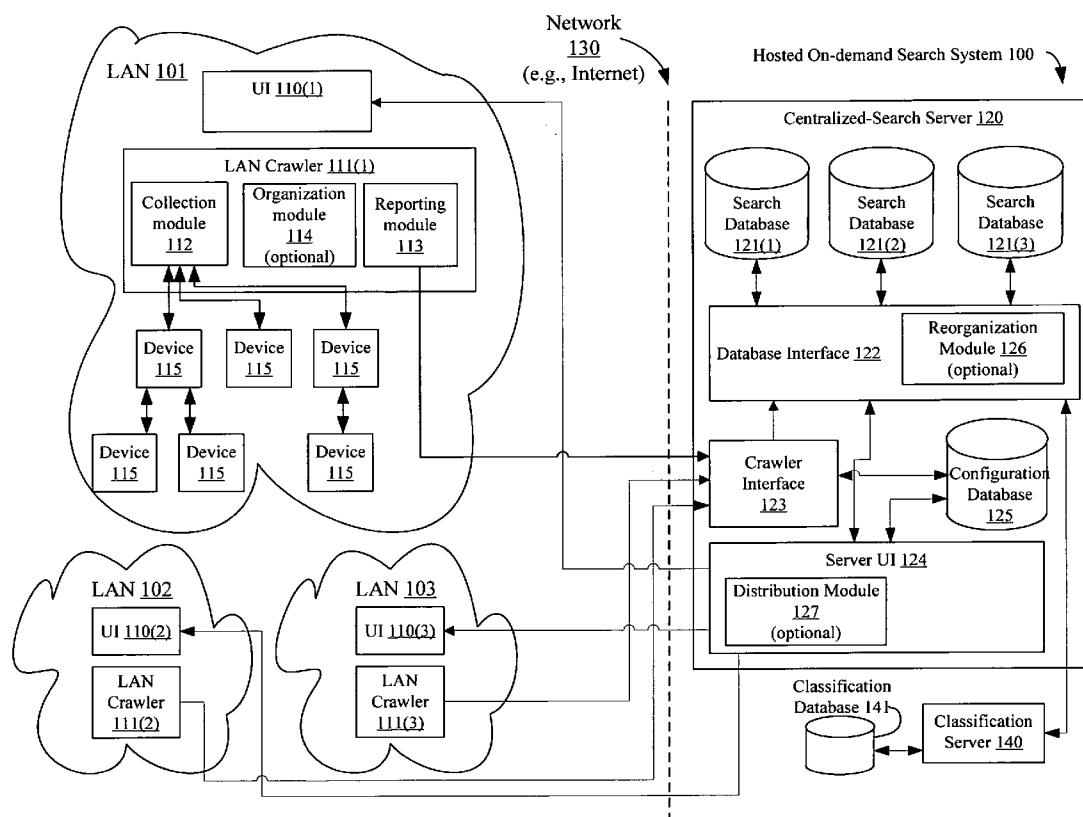 Network
130
(e.g., Internet)
Hosted On-demand Search System 100
LAN 101
UI 110(1)
LAN Crawler 111(1)
Collection
module
112
Organization
module
114
(optional)
Reporting
module
113
Device
115
Device
115
Device
115
Device
115
Device
115
Device
115
Centralized-Search Server 120
Search
Database
121(1)
Search
Database
121(2)
Search
Database
121(3)
Database Interface 122
Reorganization
Module 126
(optional)
Crawler
Interface
123
Configuration
Database
125
Server UI 124
Distribution Module
127
(optional)
LAN 102
UI 110(2)
LAN
Crawler
111(2)
LAN 103
UI 110(3)
LAN
Crawler
111(3)
Classification
Database 141
Classification
Server 140